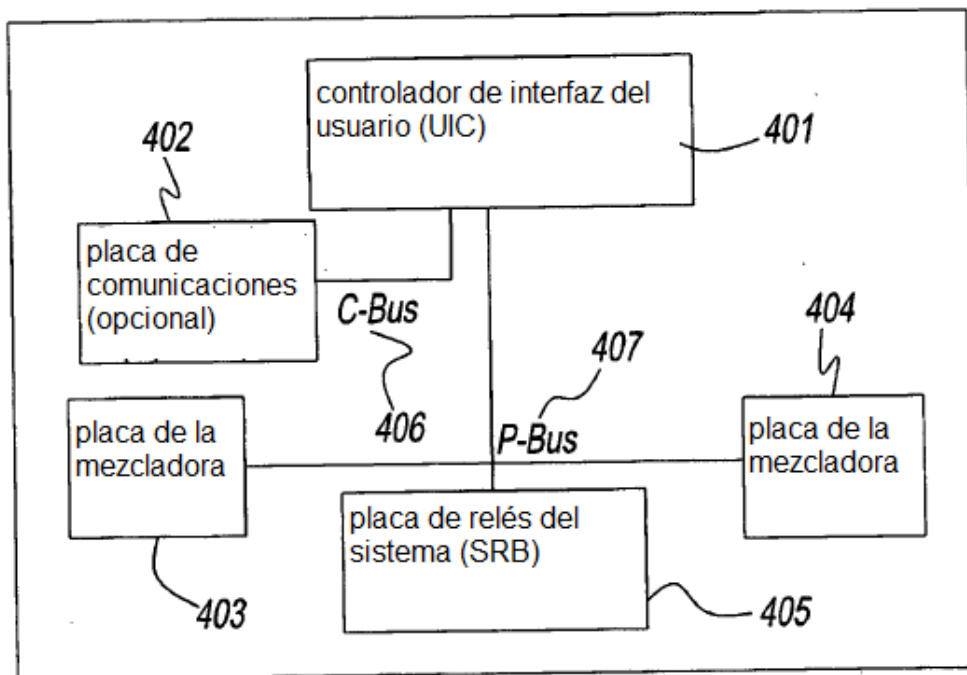 controlador de interfaz del
usuario (UIC)
401
402
placa de
comunicaciones
(opcional)
C-Bus
406
407
P-Bus
404
placa de la
mezcladora
403
placa de la
mezcladora
placa de relés del
sistema (SRB)
405